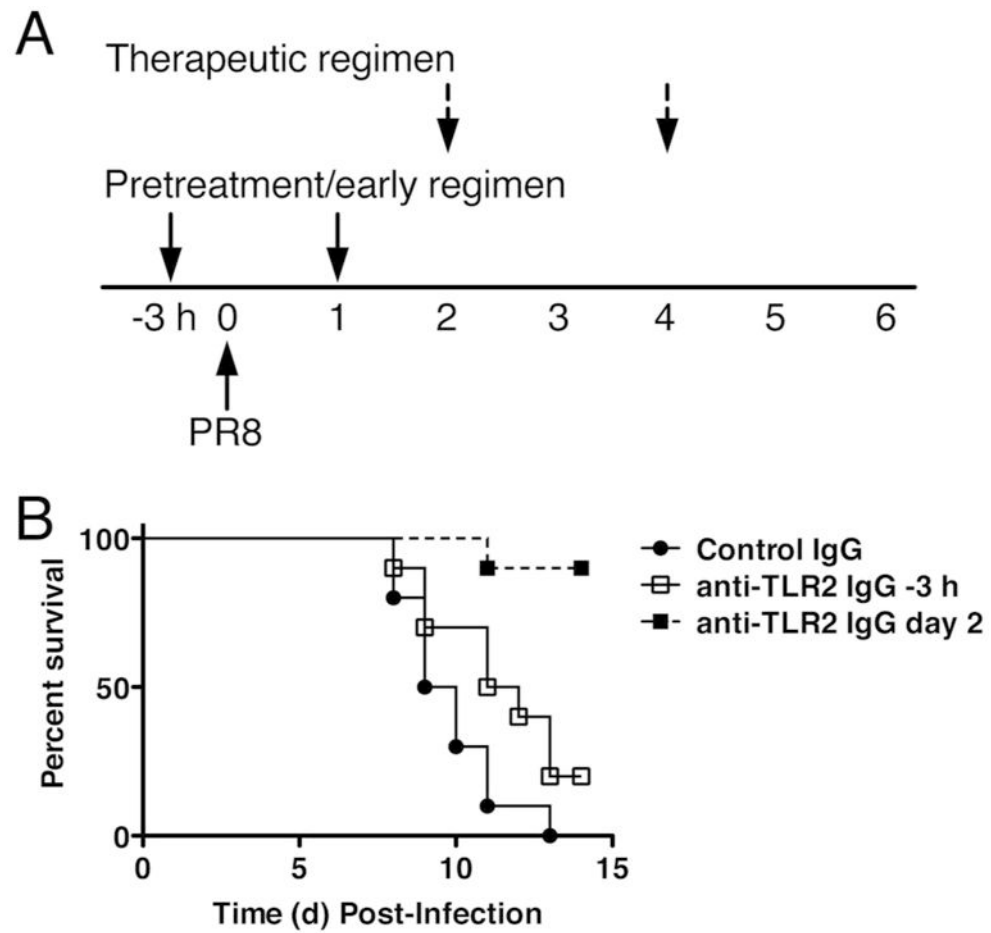 A
Therapeutic regimen
Pretreatment/early regimen
-3 h 0 1 2 3 4 5 6
PR8
B
100
50
0
Percent survival
0 5 10 15
Time (d) Post-Infection
Control IgG
anti-TLR2 IgG -3 h
anti-TLR2 IgG day 2